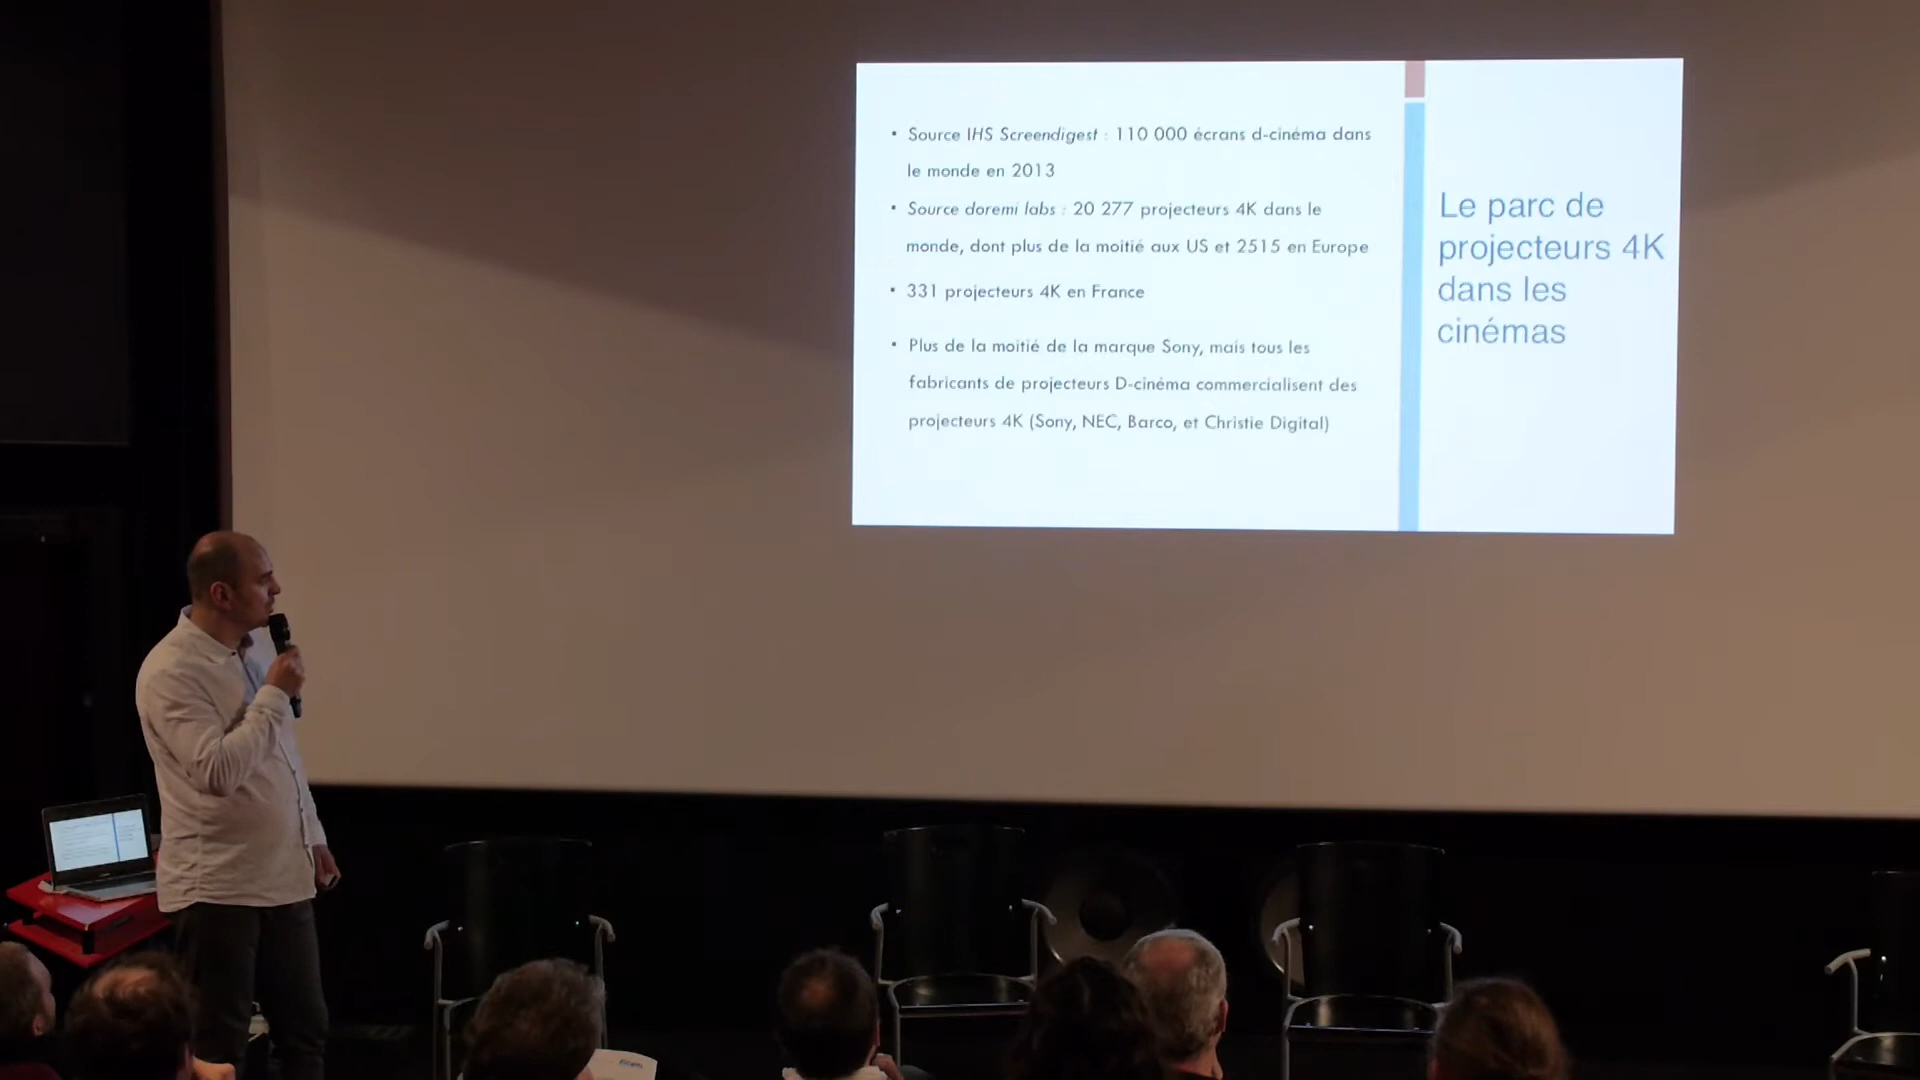 • Source IHS Screendigest : 110 000 écrans d-cinéma dans
le monde en 2013
• Source doremi labs : 20 277 projecteurs 4K dans le
monde, dont plus de la moitié aux US et 2515 en Europe
• 331 projecteurs 4K en France
• Plus de la moitié de la marque Sony, mais tous les
fabricants de projecteurs D-cinéma commercialisent des
projecteurs 4K (Sony, NEC, Barco, et Christie Digital)
Le parc de
projecteurs 4K
dans les
cinémas